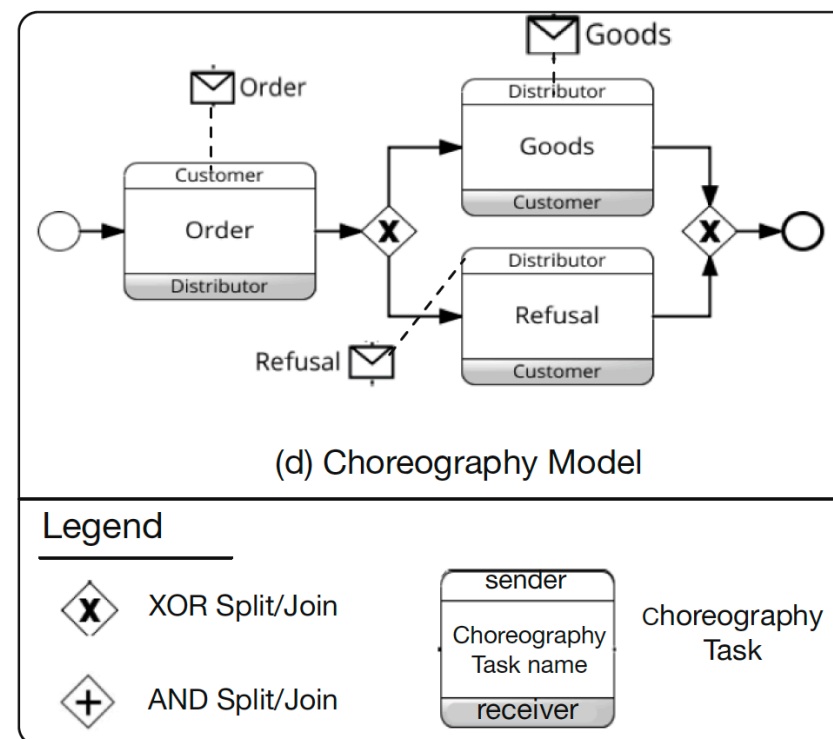 Goods
Order
Distributor
Goods
Customer
Customer
Order
Distributor
X
X
Distributor
Refusal
Customer
Refusal
(d) Choreography Model
Legend
X
XOR Split/Join
+
AND Split/Join
sender
Choreography
Task name
receiver
Choreography
Task